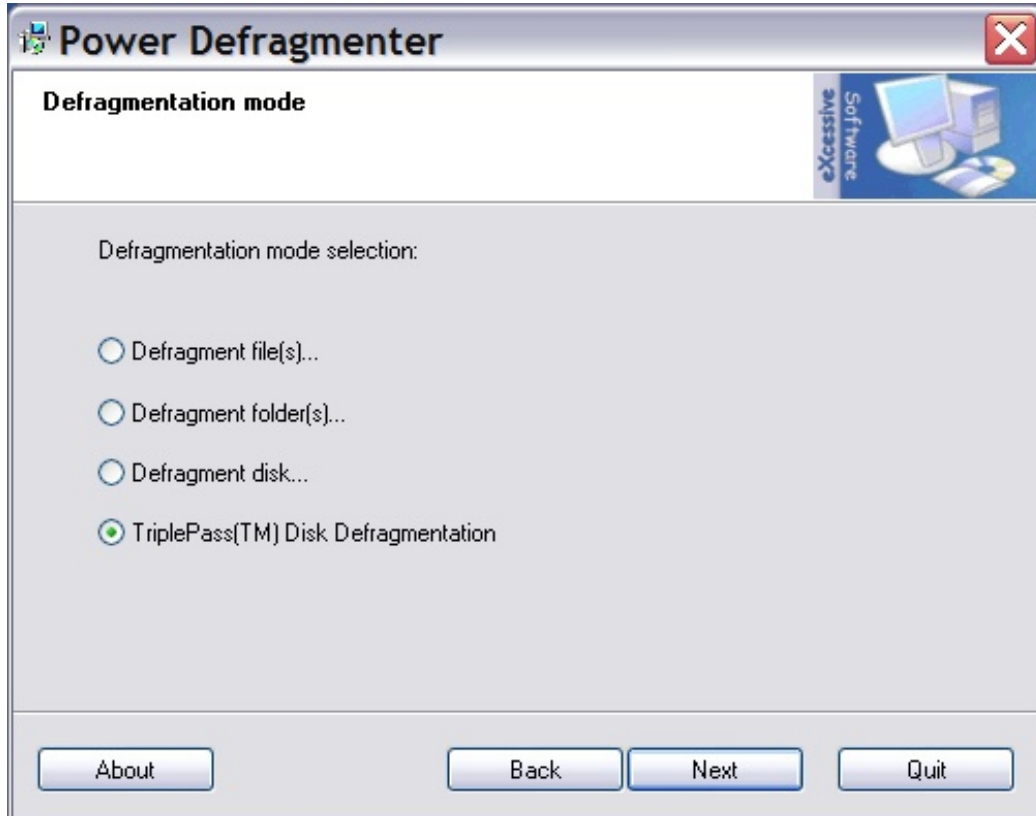 Power Defragmenter
Defragmentation mode
eXcessive
Software
Defragmentation mode selection:
Defragment file(s)...
Defragment folder(s)...
Defragment disk...
TriplePass(TM) Disk Defragmentation
About
Back
Next
Quit